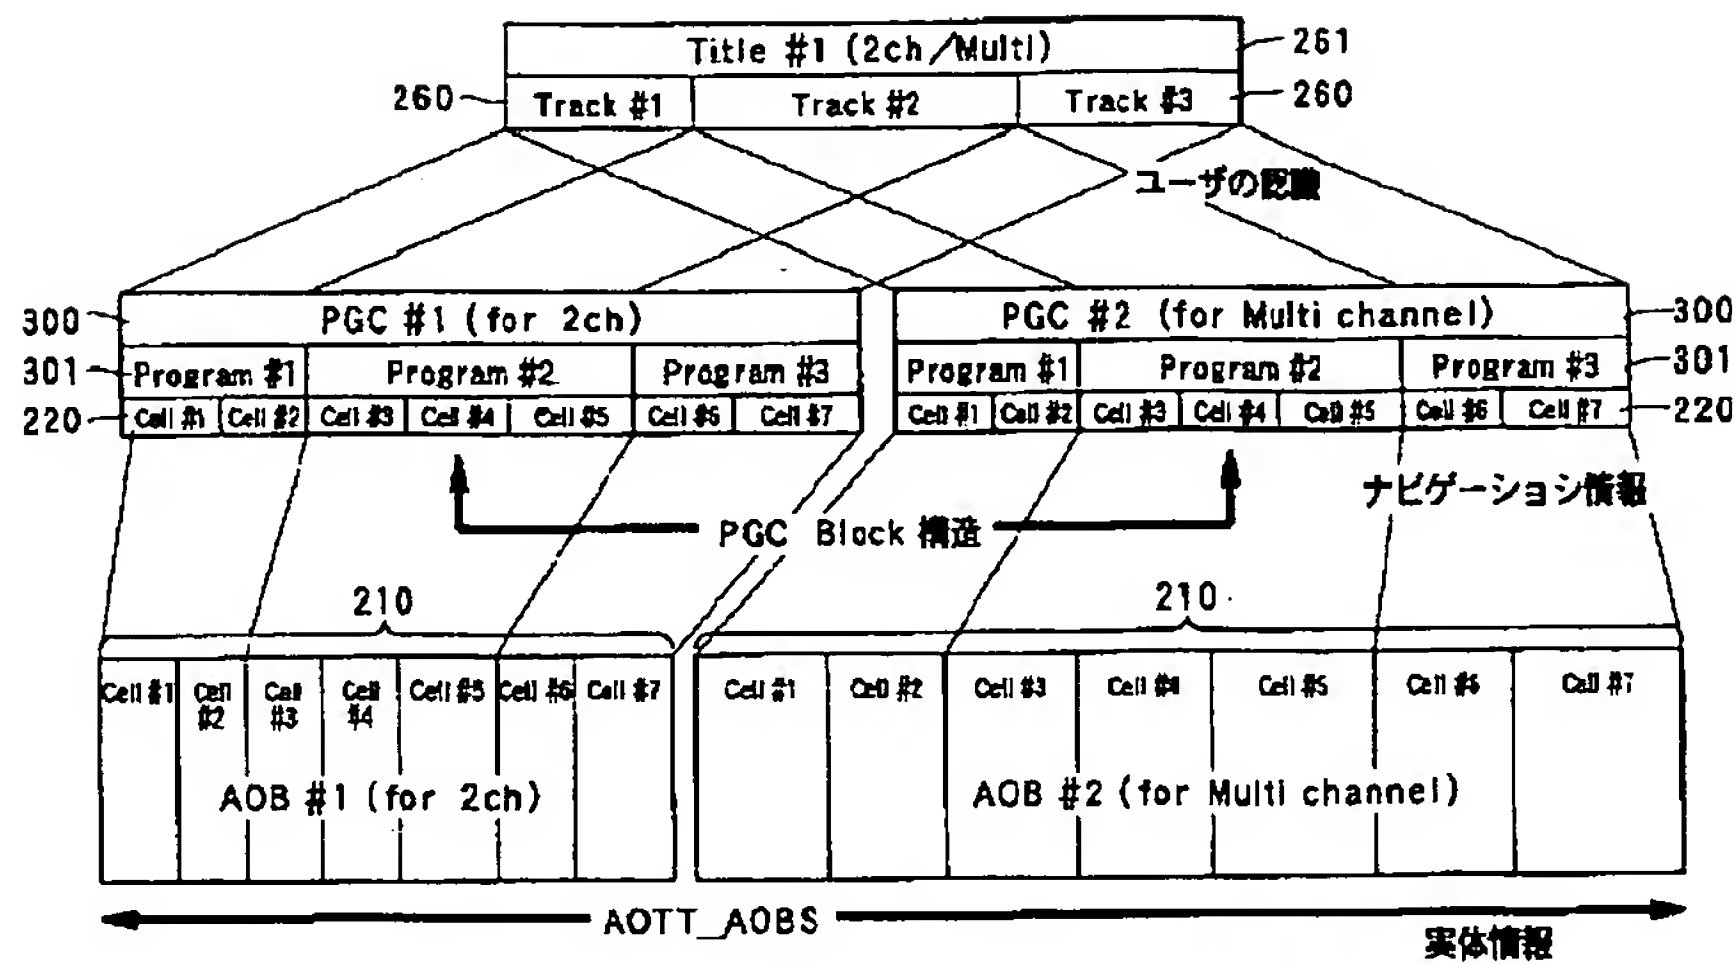 Title #1 (2ch/Multi) 261
260 Track #1 Track #2 Track #3 260
ユーザの認識
300 PGC #1 (for 2ch) PGC #2 (for Multi channel) 300
301 Program #1 Program #2 Program #3 Program #1 Program #2 Program #3 301
220 Cell #1 Cell #2 Cell #3 Cell #4 Cell #5 Cell #6 Cell #7 Cell #1 Cell #2 Cell #3 Cell #4 Cell #5 Cell #6 Cell #7 220
ナビゲーション情報
PGC Block 構造
210 210
Cell #1 Cell #2 Cell #3 Cell #4 Cell #5 Cell #6 Cell #7 Cell #1 Cell #2 Cell #3 Cell #4 Cell #5 Cell #6 Cell #7
AOB #1 (for 2ch) AOB #2 (for Multi channel)
AOTT_AOBS
実体情報